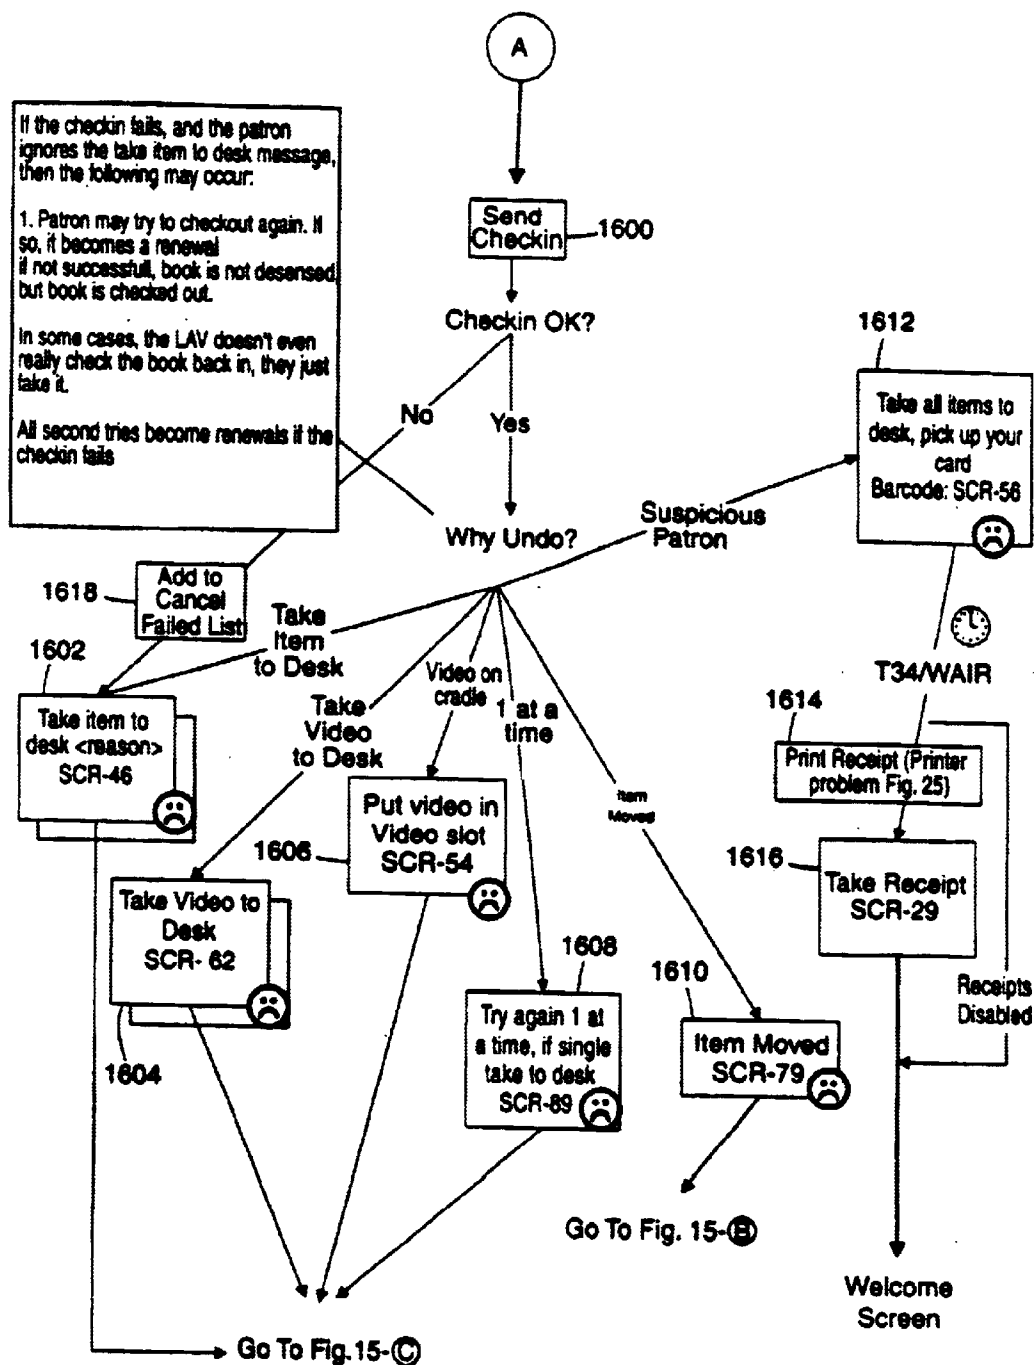 A
If the checkin fails, and the patron
ignores the take item to desk message,
then the following may occur:
1. Patron may try to checkout again. If
so, it becomes a renewal
if not successfull, book is not desensed,
but book is checked out.
In some cases, the LAV doesn't even
really check the book back in, they just
take it.
All second tries become renewals if the
checkin fails
Send
Checkin
1600
Checkin OK?
No
Yes
Why Undo?
Suspicious
Patron
1612
Take all items to
desk, pick up your
card
Barcode: SCR-56
1618
Add to
Cancel
Failed List
Take
Item
to Desk
1602
Take item to
desk <reason>
SCR-46
Take
Video
to Desk
Video on
cradle
1 at a
time
Item
Moved
T34/WAIR
1614
Print Receipt (Printer
problem Fig. 25)
1606
Put video in
Video slot
SCR-54
1616
Take Receipt
SCR-29
Take Video to
Desk
SCR- 62
1604
1608
Try again 1 at
a time, if single
take to desk
SCR-89
1610
Item Moved
SCR-79
Receipts
Disabled
Go To Fig. 15-B
Welcome
Screen
Go To Fig.15-C